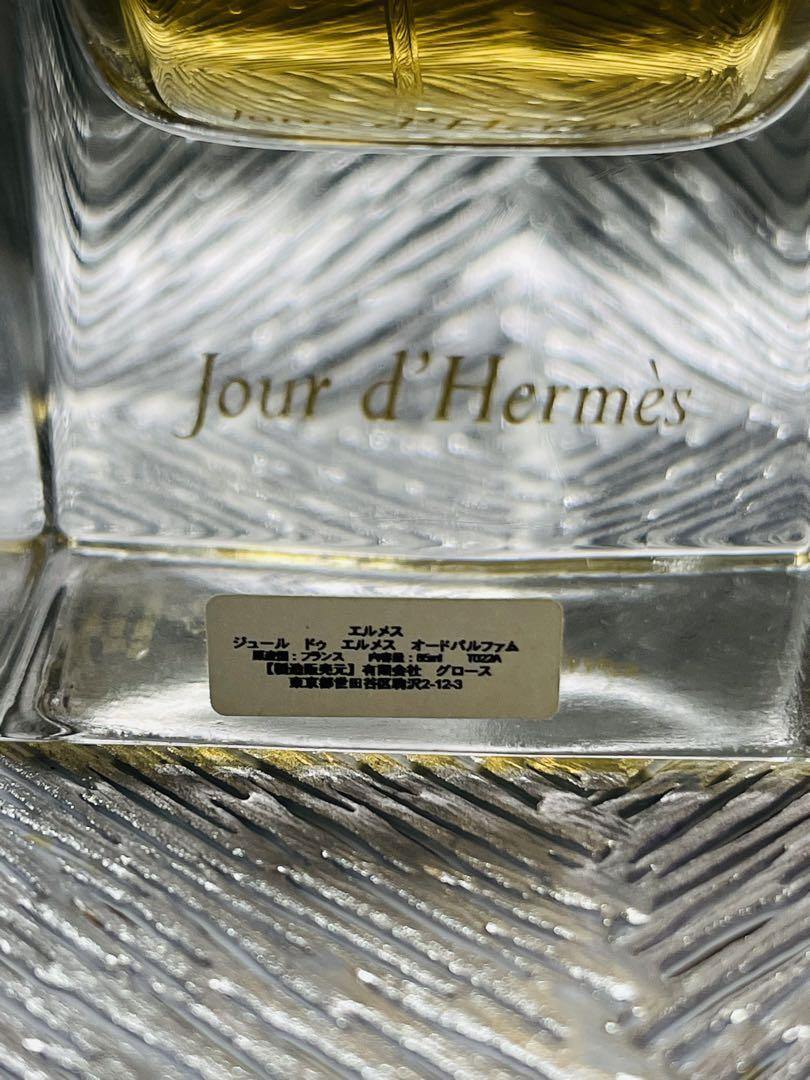 Jour d'Hermès
エルメス
ジュール ドゥ エルメス オードパルファム
原産国：フランス 内容量：85ml T022A
【製造販売元】有限会社 グロース
東京都世田谷区駒沢2-12-3